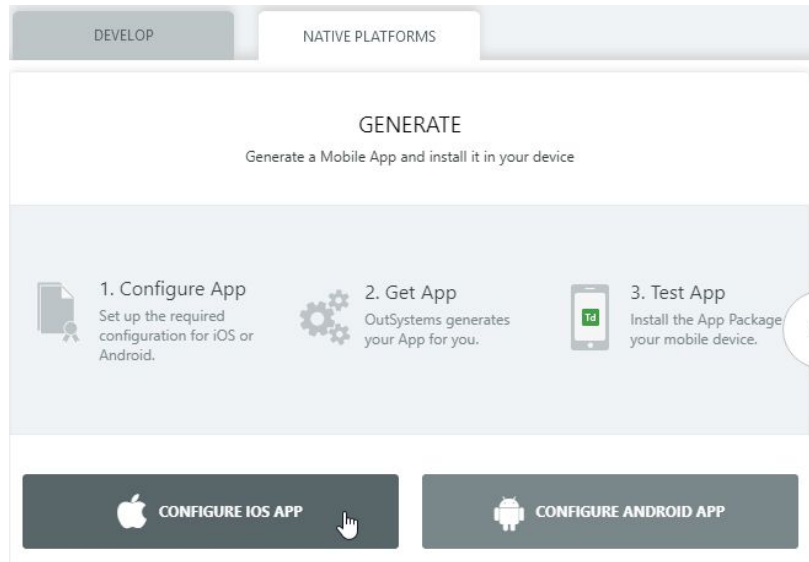 DEVELOP
NATIVE PLATFORMS
GENERATE
Generate a Mobile App and install it in your device
1. Configure App
Set up the required
configuration for iOS or
Android.
2. Get App
OutSystems generates
your App for you.
3. Test App
Td
Install the App Package
your mobile device.
CONFIGURE IOS APP
CONFIGURE ANDROID APP